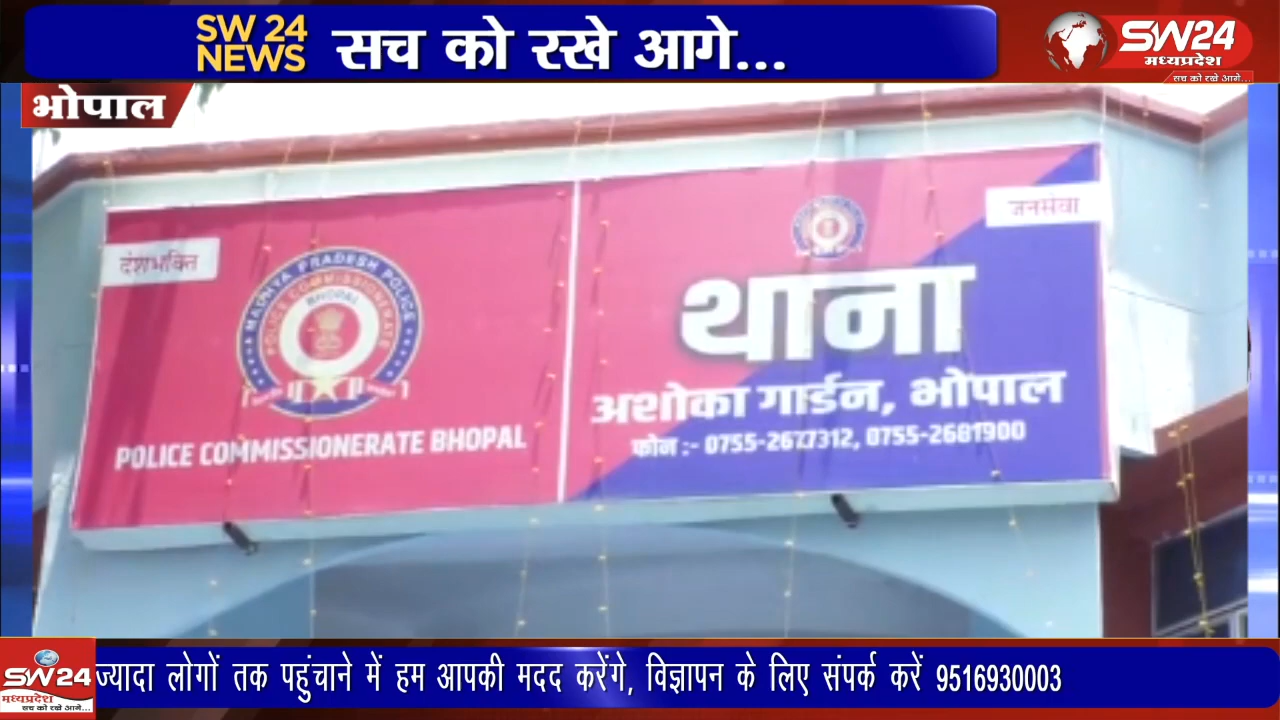 SW 24
NEWS
सच को रखे आगे...
SW24
मध्यप्रदेश
सच को रखे आगे...
भोपाल
देशभक्ति
जनसेवा
MADHYA PRADESH POLICE
POLICE COMMISSIONERATE
BHOPAL
POLICE COMMISSIONERATE BHOPAL
थाना
अशोका गार्डन, भोपाल
फोन :- 0755-2677312, 0755-2681900
SW24
मध्यप्रदेश
सच को रखे आगे...
ज्यादा लोगों तक पहुंचाने में हम आपकी मदद करेंगे, विज्ञापन के लिए संपर्क करें 9516930003